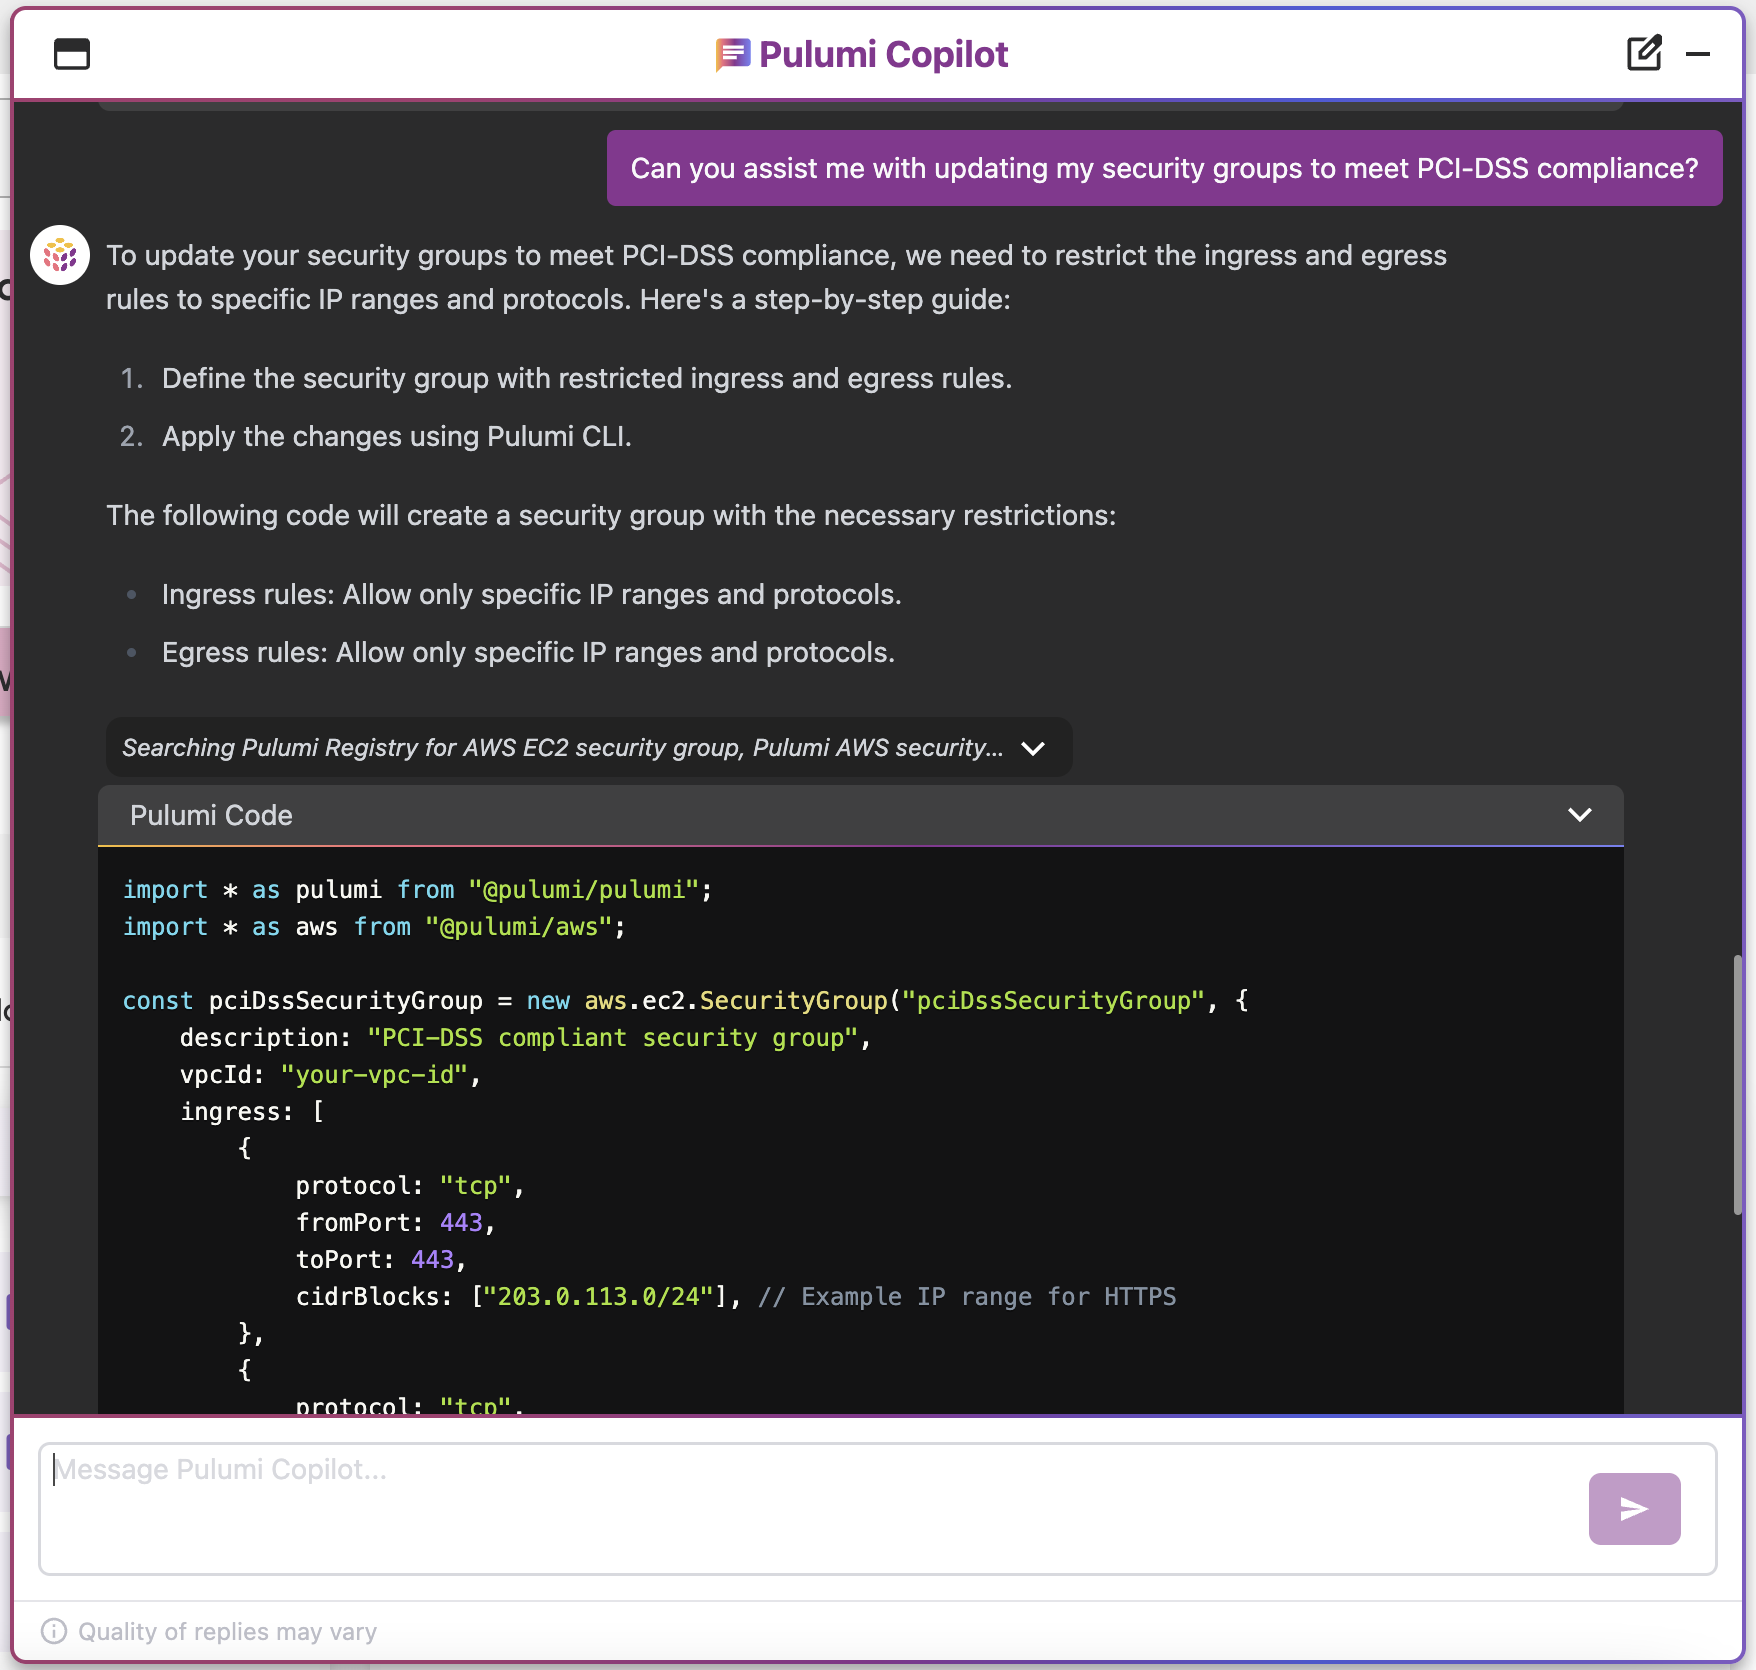 Pulumi Copilot
Can you assist me with updating my security groups to meet PCI-DSS compliance?
To update your security groups to meet PCI-DSS compliance, we need to restrict the ingress and egress
rules to specific IP ranges and protocols. Here's a step-by-step guide:
1. Define the security group with restricted ingress and egress rules.
2. Apply the changes using Pulumi CLI.
The following code will create a security group with the necessary restrictions:
• Ingress rules: Allow only specific IP ranges and protocols.
• Egress rules: Allow only specific IP ranges and protocols.
Searching Pulumi Registry for AWS EC2 security group, Pulumi AWS security...
Pulumi Code
import * as pulumi from "@pulumi/pulumi";
import * as aws from "@pulumi/aws";
const pciDssSecurityGroup = new aws.ec2.SecurityGroup("pciDssSecurityGroup", {
    description: "PCI-DSS compliant security group",
    vpcId: "your-vpc-id",
    ingress: [
        {
            protocol: "tcp",
            fromPort: 443,
            toPort: 443,
            cidrBlocks: ["203.0.113.0/24"], // Example IP range for HTTPS
        },
        {
            protocol: "tcp",
Message Pulumi Copilot...
Quality of replies may vary